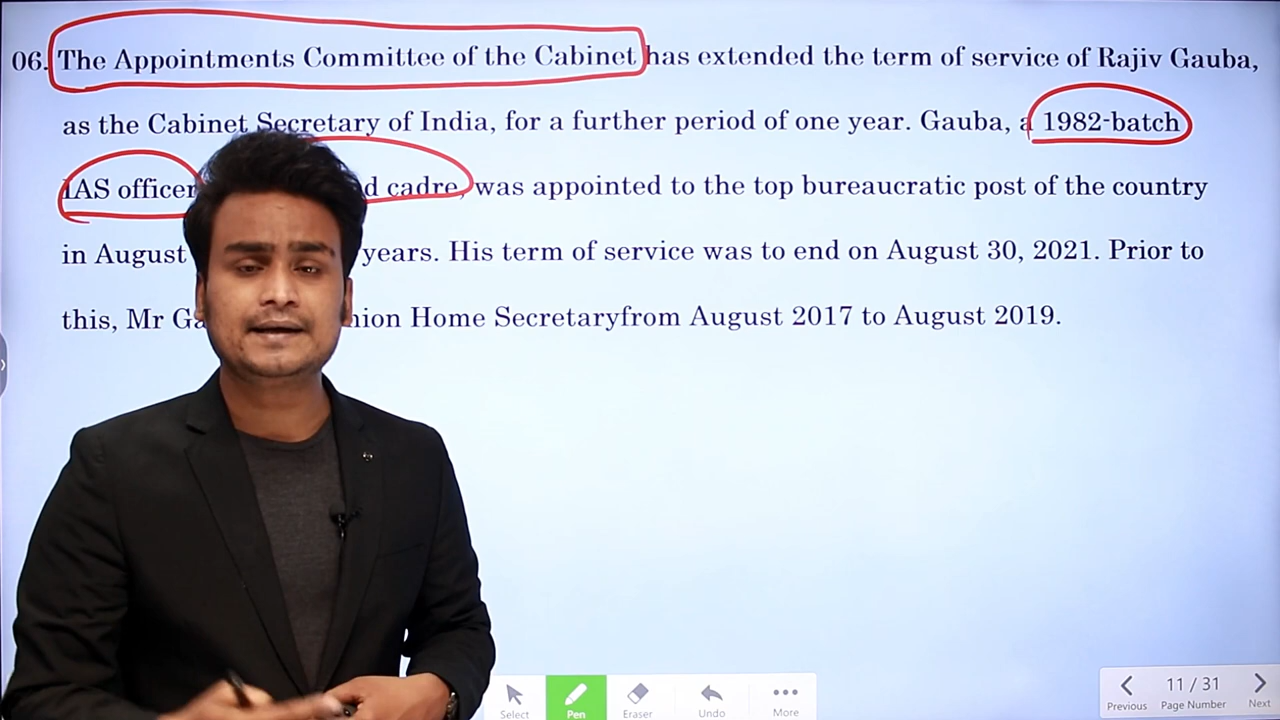 06. The Appointments Committee of the Cabinet has extended the term of service of Rajiv Gauba,
as the Cabinet Secretary of India, for a further period of one year. Gauba, a 1982-batch
IAS officer cadre, was appointed to the top bureaucratic post of the country
in August years. His term of service was to end on August 30, 2021. Prior to
this, Mr Home Secretaryfrom August 2017 to August 2019.
Select Pen Eraser Undo More
Previous 11 / 31 Page Number Next